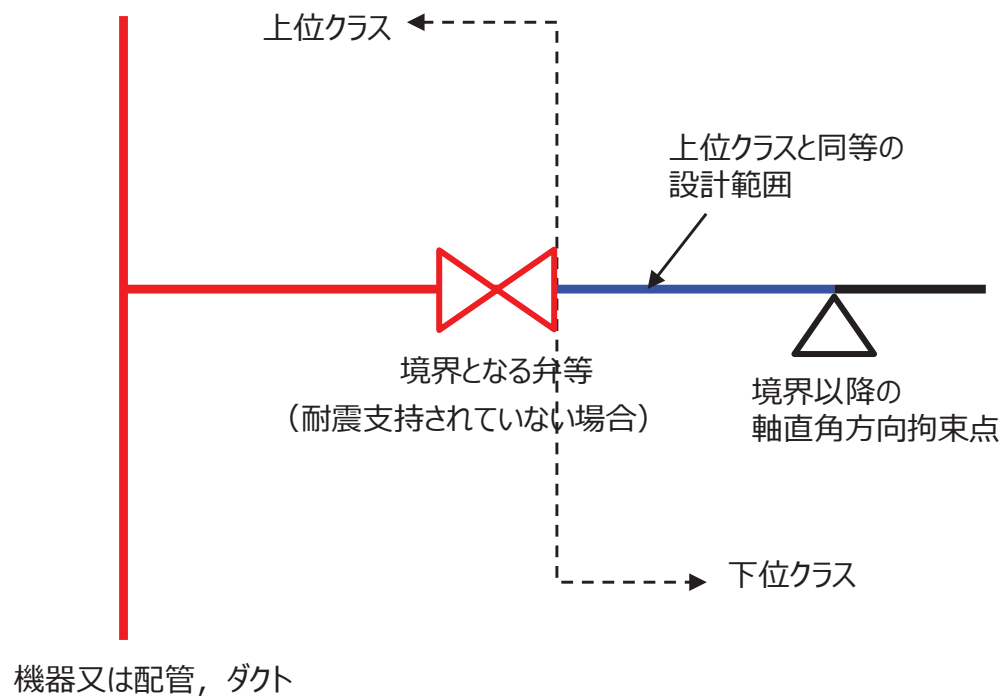 上位クラス
上位クラスと同等の
設計範囲
境界となる弁等
（耐震支持されていない場合）
境界以降の
軸直角方向拘束点
下位クラス
機器又は配管，ダクト